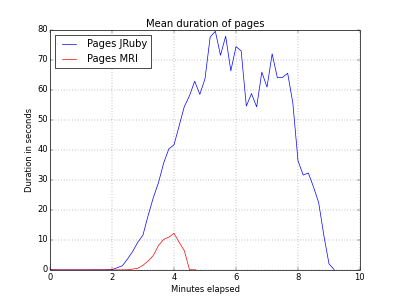 Mean duration of pages
80
70
60
50
40
30
20
10
0
Duration in seconds
Pages JRuby
Pages MRI
0 2 4 6 8 10
Minutes elapsed